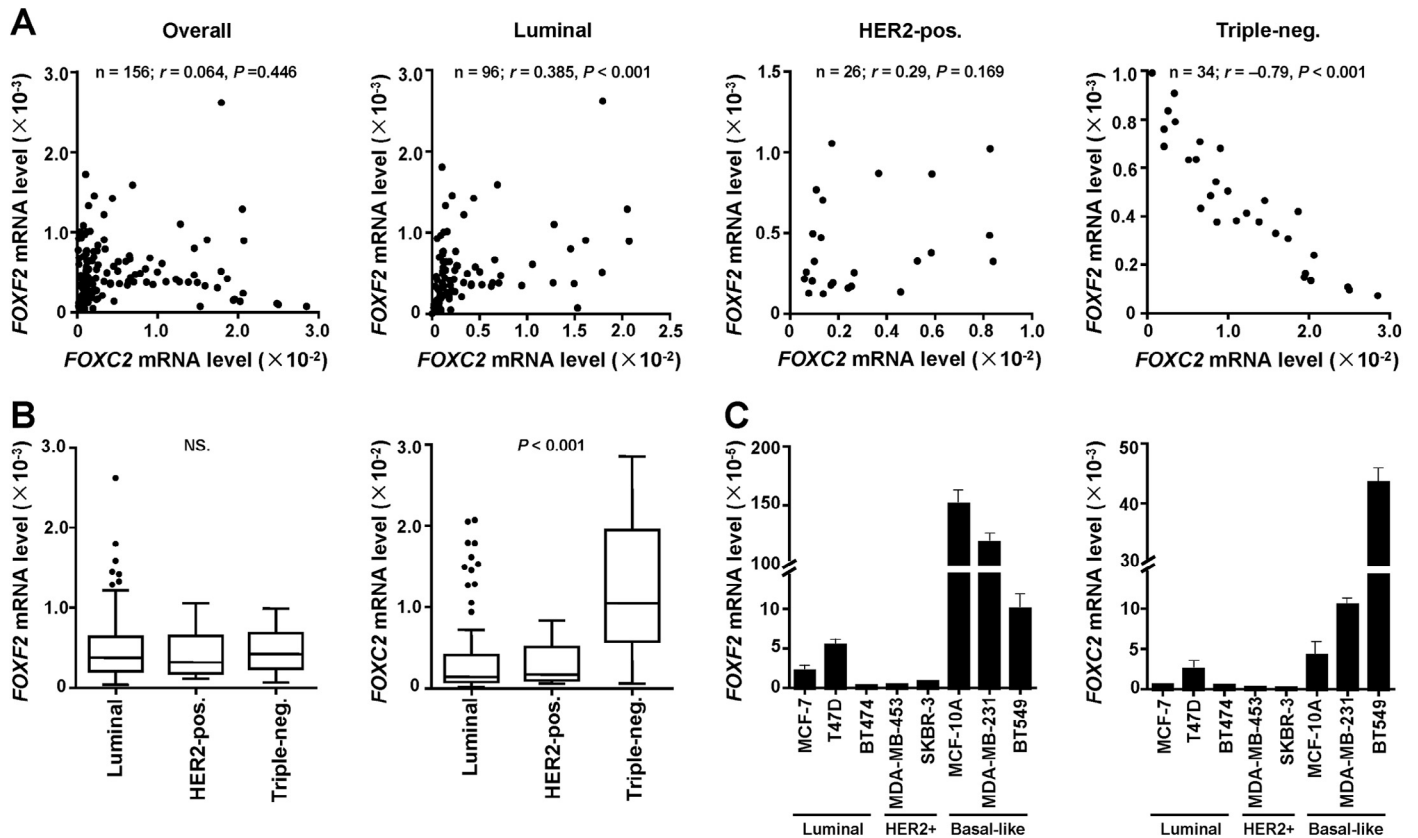 A
Overall
n = 156; r = 0.064, P =0.446
FOXF2 mRNA level (×10-3)
3.0
2.0
1.0
0
0 1.0 2.0 3.0
FOXC2 mRNA level (×10-2)
Luminal
n = 96; r = 0.385, P < 0.001
FOXF2 mRNA level (×10-3)
3.0
2.0
1.0
0
0 0.5 1.0 1.5 2.0 2.5
FOXC2 mRNA level (×10-2)
HER2-pos.
n = 26; r = 0.29, P = 0.169
FOXF2 mRNA level (×10-3)
1.5
1.0
0.5
0
0 0.2 0.4 0.6 0.8 1.0
FOXC2 mRNA level (×10-2)
Triple-neg.
n = 34; r = –0.79, P < 0.001
FOXF2 mRNA level (×10-3)
1.0
0.8
0.6
0.4
0.2
0
0 1.0 2.0 3.0
FOXC2 mRNA level (×10-2)
B
NS.
FOXF2 mRNA level (×10-3)
3.0
2.0
1.0
0
Luminal
HER2-pos.
Triple-neg.
P < 0.001
FOXC2 mRNA level (×10-2)
3.0
2.0
1.0
0
Luminal
HER2-pos.
Triple-neg.
C
FOXF2 mRNA level (×10-5)
200
150
100
10
5
0
MCF-7
T47D
BT474
MDA-MB-453
SKBR-3
MCF-10A
MDA-MB-231
BT549
Luminal HER2+ Basal-like
FOXC2 mRNA level (×10-3)
50
40
30
10
5
0
MCF-7
T47D
BT474
MDA-MB-453
SKBR-3
MCF-10A
MDA-MB-231
BT549
Luminal HER2+ Basal-like